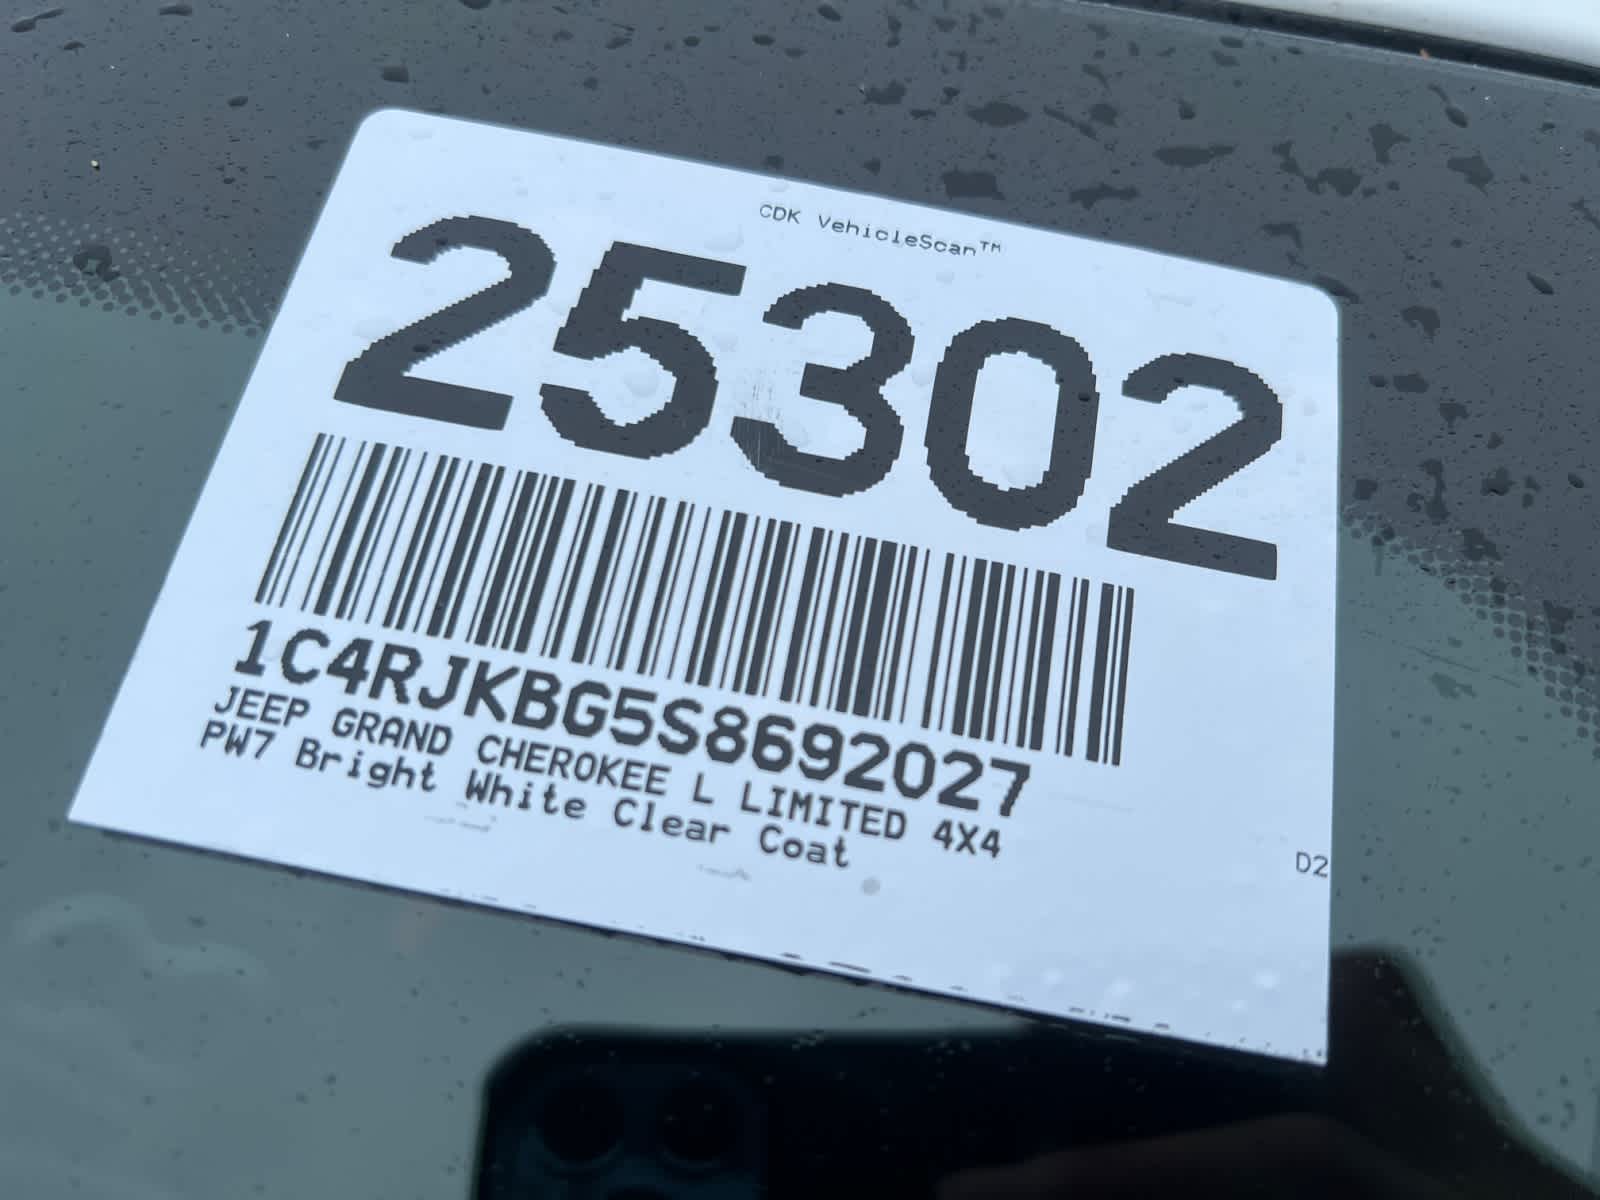 CDK VehicleScan™
25302
1C4RJKBG5S8692027
JEEP GRAND CHEROKEE L LIMITED 4X4
PW7 Bright White Clear Coat
D2